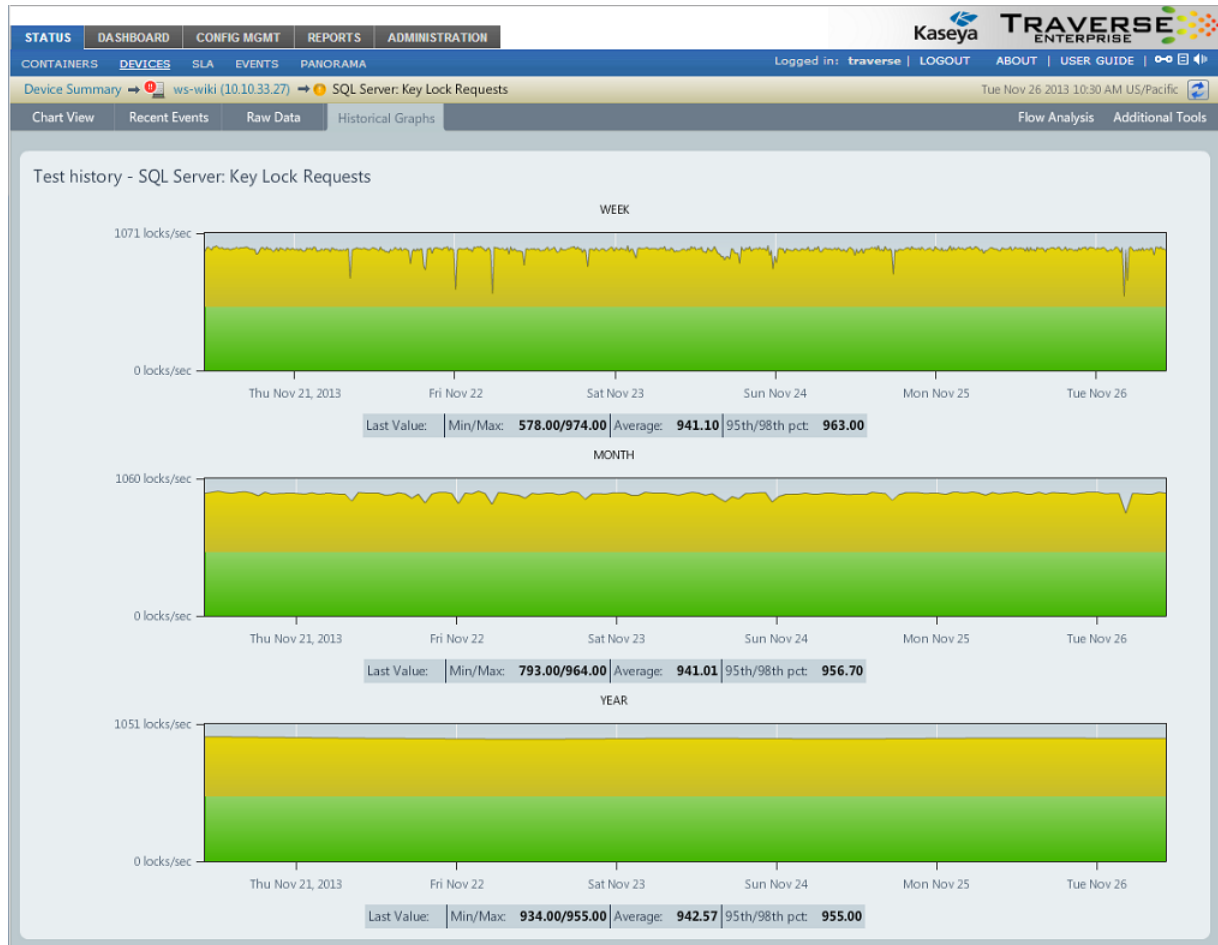 Kaseya TRAVERSE ENTERPRISE
STATUS DASHBOARD CONFIG MGMT REPORTS ADMINISTRATION
CONTAINERS DEVICES SLA EVENTS PANORAMA Logged in: traverse | LOGOUT ABOUT | USER GUIDE |
Device Summary ws-wiki (10.10.33.27) SQL Server: Key Lock Requests Tue Nov 26 2013 10:30 AM US/Pacific
Chart View Recent Events Raw Data Historical Graphs Flow Analysis Additional Tools
Test history - SQL Server: Key Lock Requests
WEEK
1071 locks/sec
0 locks/sec
Thu Nov 21, 2013 Fri Nov 22 Sat Nov 23 Sun Nov 24 Mon Nov 25 Tue Nov 26
Last Value: Min/Max: 578.00/974.00 Average: 941.10 95th/98th pct: 963.00
MONTH
1060 locks/sec
0 locks/sec
Thu Nov 21, 2013 Fri Nov 22 Sat Nov 23 Sun Nov 24 Mon Nov 25 Tue Nov 26
Last Value: Min/Max: 793.00/964.00 Average: 941.01 95th/98th pct: 956.70
YEAR
1051 locks/sec
0 locks/sec
Thu Nov 21, 2013 Fri Nov 22 Sat Nov 23 Sun Nov 24 Mon Nov 25 Tue Nov 26
Last Value: Min/Max: 934.00/955.00 Average: 942.57 95th/98th pct: 955.00